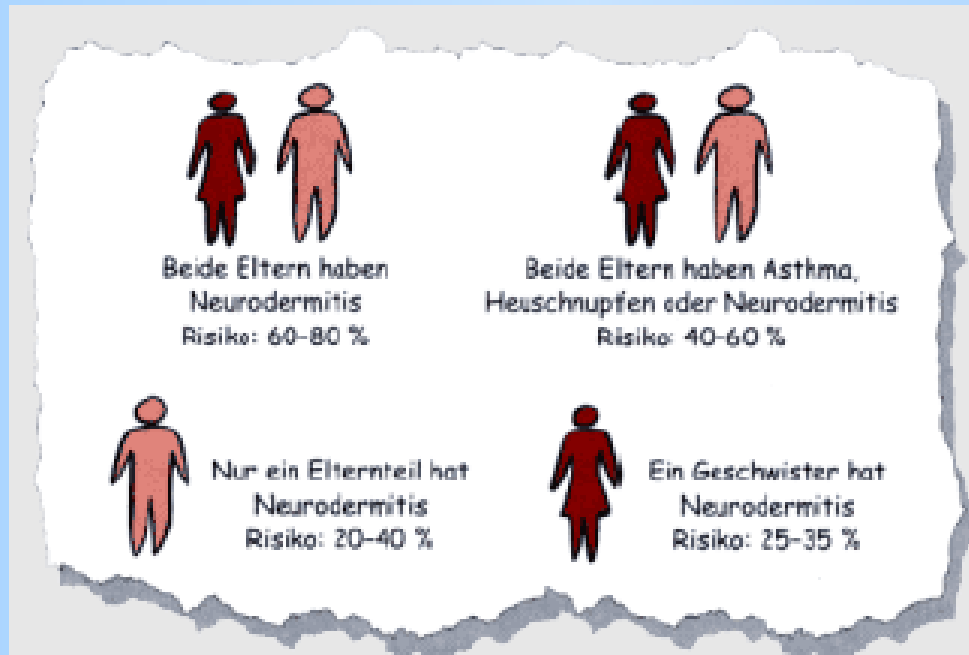 Beide Eltern haben
Neurodermitis
Risiko: 60-80 %
Beide Eltern haben Asthma,
Heuschnupfen oder Neurodermitis
Risiko: 40-60 %
Nur ein Elternteil hat
Neurodermitis
Risiko: 20-40 %
Ein Geschwister hat
Neurodermitis
Risiko: 25-35 %